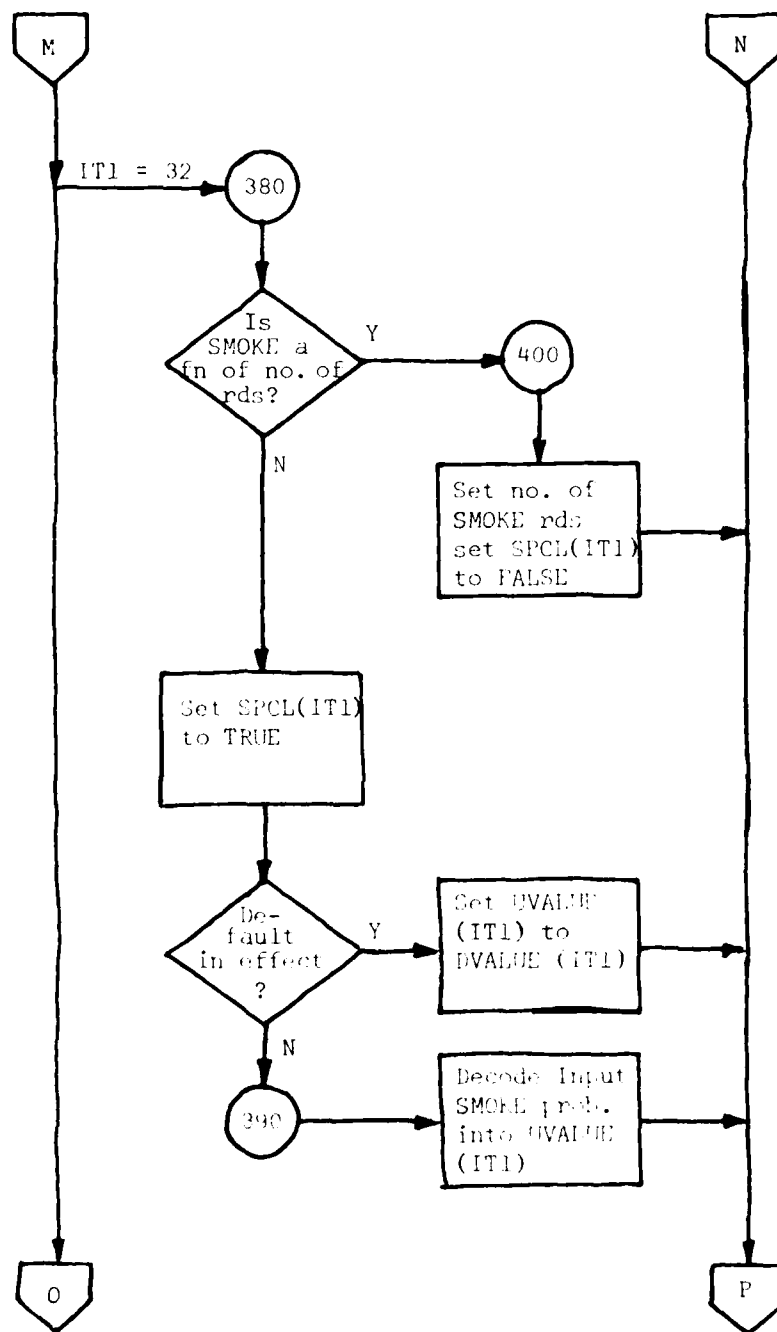 M
N
IT1 = 32
380
Is
SMOKE a
fn of no. of
rds?
Y
400
N
Set no. of
SMOKE rds
set SPCL(IT1)
to FALSE
Set SPCL(IT1)
to TRUE
De-
fault
in effect
?
Y
Set UVALUE
(IT1) to
DVALUE (IT1)
N
390
Decode Input
SMOKE prob.
into UVALUE
(IT1)
O
P